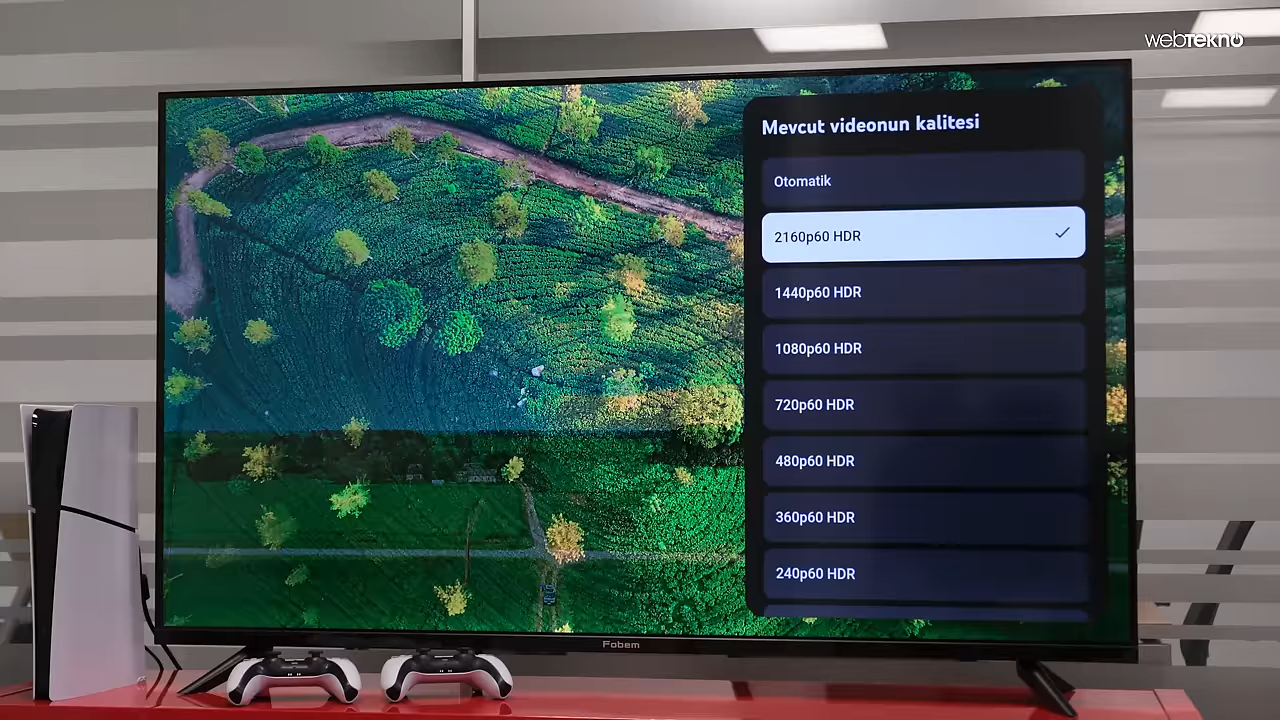 webtekno
Mevcut videonun kalitesi
Otomatik
2160p60 HDR
1440p60 HDR
1080p60 HDR
720p60 HDR
480p60 HDR
360p60 HDR
240p60 HDR
Fobem